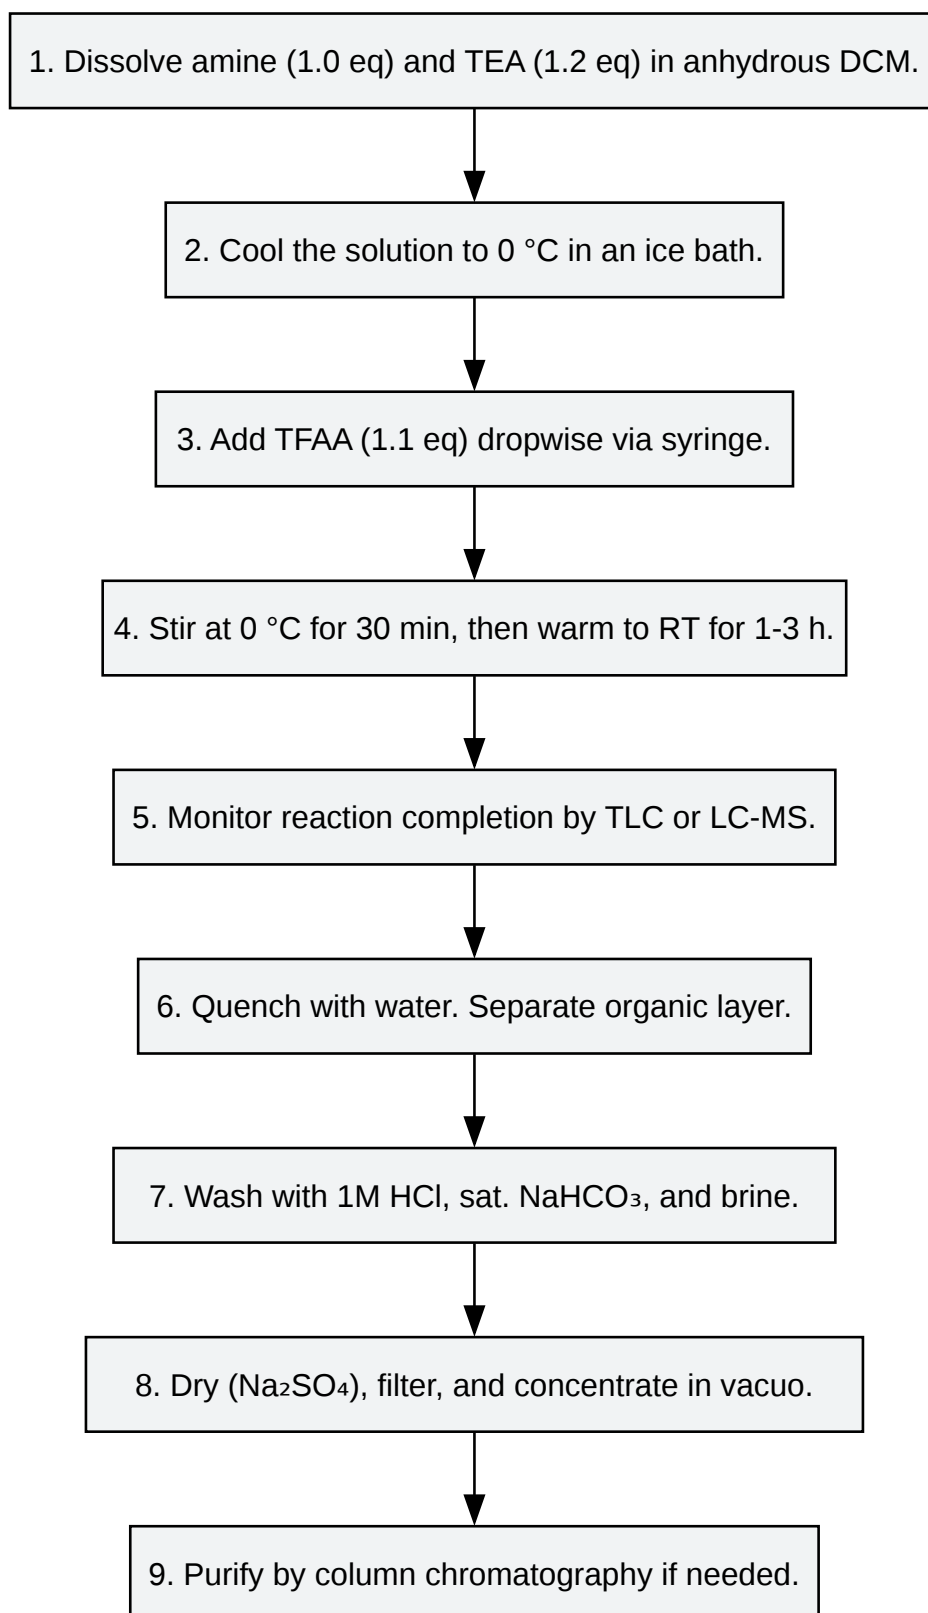 1. Dissolve amine (1.0 eq) and TEA (1.2 eq) in anhydrous DCM.
2. Cool the solution to 0 °C in an ice bath.
3. Add TFAA (1.1 eq) dropwise via syringe.
4. Stir at 0 °C for 30 min, then warm to RT for 1-3 h.
5. Monitor reaction completion by TLC or LC-MS.
6. Quench with water. Separate organic layer.
7. Wash with 1M HCl, sat. NaHCO₃, and brine.
8. Dry (Na₂SO₄), filter, and concentrate in vacuo.
9. Purify by column chromatography if needed.